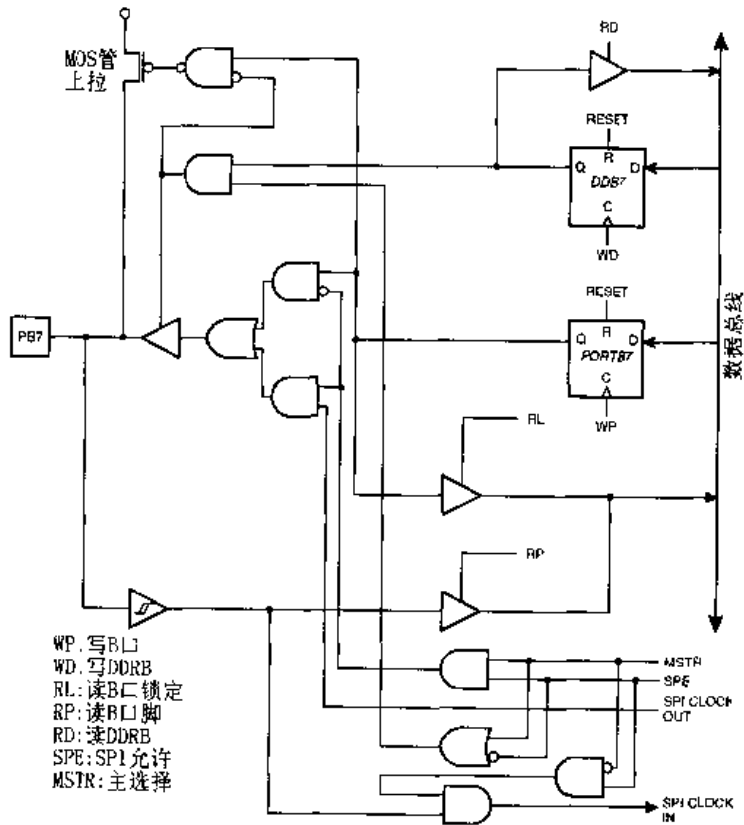 MOS管
上拉
RD
RESET
R
Q
D
DDB7
C
WD
RESET
R
Q
D
PORTB7
C
WP
PB7
数据总线
RL
RP
WP:写B口
WD:写DDRB
RL:读B口锁定
RP:读B口脚
RD:读DDRB
SPE:SPI允许
MSTR:主选择
MSTR
SPE
SPI CLOCK
OUT
SPI CLOCK
IN